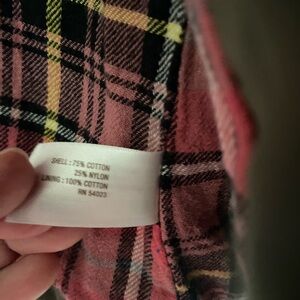 SHELL : 75% COTTON
25% NYLON
LINING : 100% COTTON
RN 54023